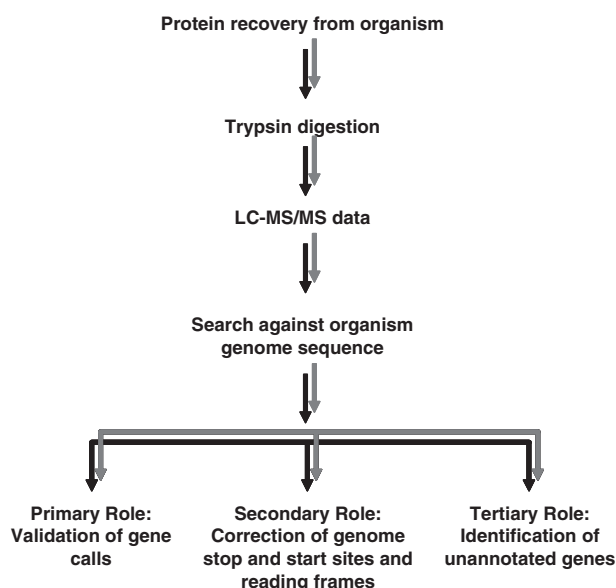 Protein recovery from organism
Trypsin digestion
LC-MS/MS data
Search against organism
genome sequence
Primary Role:
Validation of gene
calls
Secondary Role:
Correction of genome
stop and start sites and
reading frames
Tertiary Role:
Identification of
unannotated genes